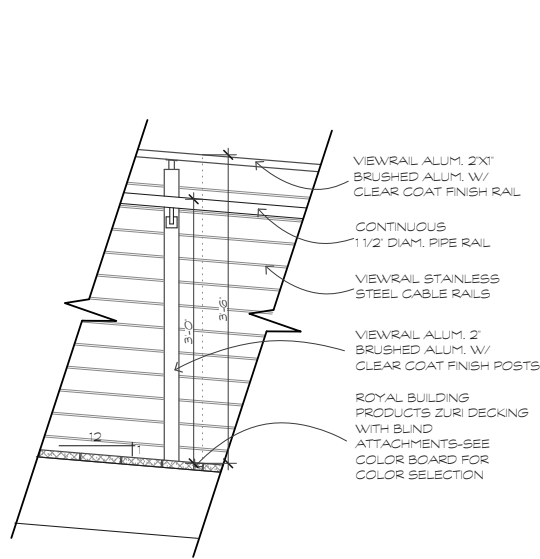 VIEWRAIL ALUM. 2"X1"
BRUSHED ALUM. W/
CLEAR COAT FINISH RAIL
CONTINUOUS
1 1/2" DIAM. PIPE RAIL
VIEWRAIL STAINLESS
STEEL CABLE RAILS
VIEWRAIL ALUM. 2"
BRUSHED ALUM. W/
CLEAR COAT FINISH POSTS
ROYAL BUILDING
PRODUCTS ZURI DECKING
WITH BLIND
ATTACHMENTS-SEE
COLOR BOARD FOR
COLOR SELECTION
3'-0"
3'-6"
12
1